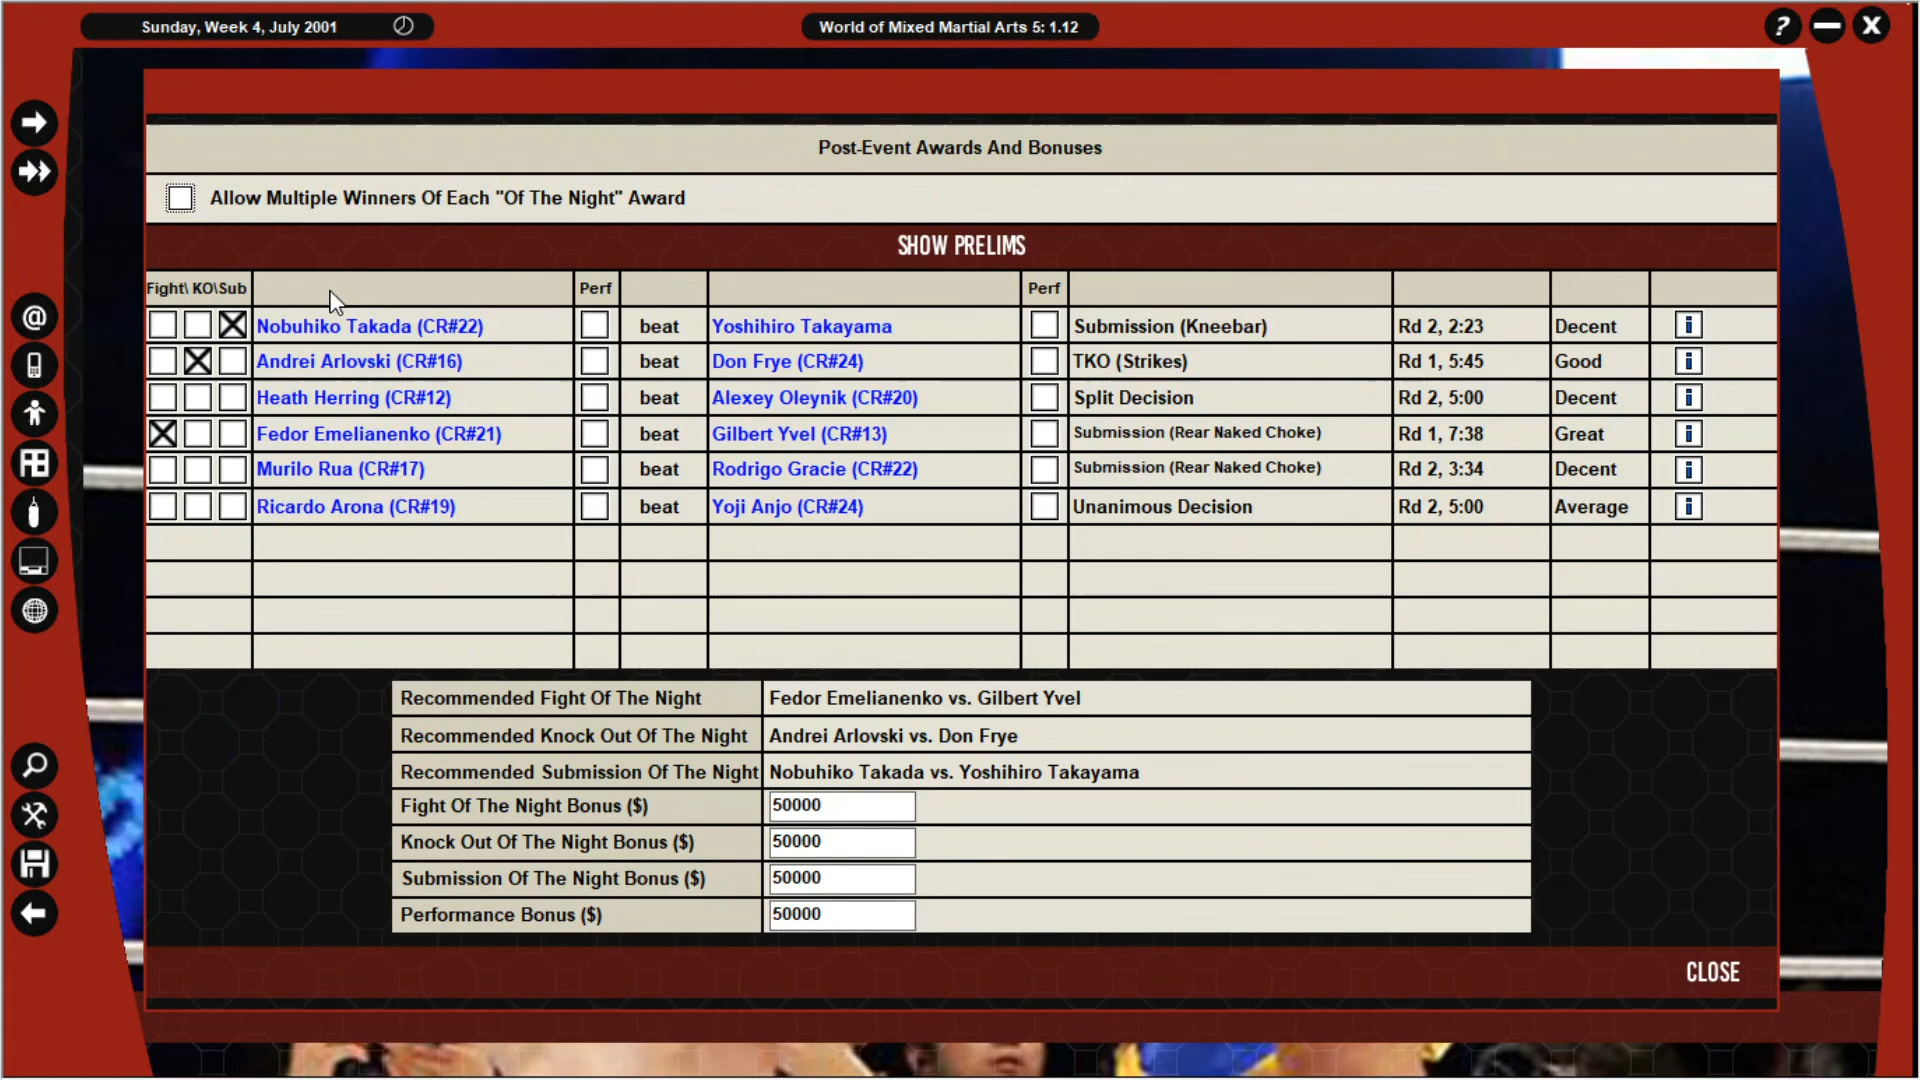 Sunday, Week 4, July 2001
World of Mixed Martial Arts 5: 1.12
?
X
Post-Event Awards And Bonuses
Allow Multiple Winners Of Each "Of The Night" Award
SHOW PRELIMS
Fight\ KO\Sub Perf Perf
Nobuhiko Takada (CR#22) beat Yoshihiro Takayama Submission (Kneebar) Rd 2, 2:23 Decent i
Andrei Arlovski (CR#16) beat Don Frye (CR#24) TKO (Strikes) Rd 1, 5:45 Good i
Heath Herring (CR#12) beat Alexey Oleynik (CR#20) Split Decision Rd 2, 5:00 Decent i
Fedor Emelianenko (CR#21) beat Gilbert Yvel (CR#13) Submission (Rear Naked Choke) Rd 1, 7:38 Great i
Murilo Rua (CR#17) beat Rodrigo Gracie (CR#22) Submission (Rear Naked Choke) Rd 2, 3:34 Decent i
Ricardo Arona (CR#19) beat Yoji Anjo (CR#24) Unanimous Decision Rd 2, 5:00 Average i
Recommended Fight Of The Night Fedor Emelianenko vs. Gilbert Yvel
Recommended Knock Out Of The Night Andrei Arlovski vs. Don Frye
Recommended Submission Of The Night Nobuhiko Takada vs. Yoshihiro Takayama
Fight Of The Night Bonus ($) 50000
Knock Out Of The Night Bonus ($) 50000
Submission Of The Night Bonus ($) 50000
Performance Bonus ($) 50000
CLOSE
@